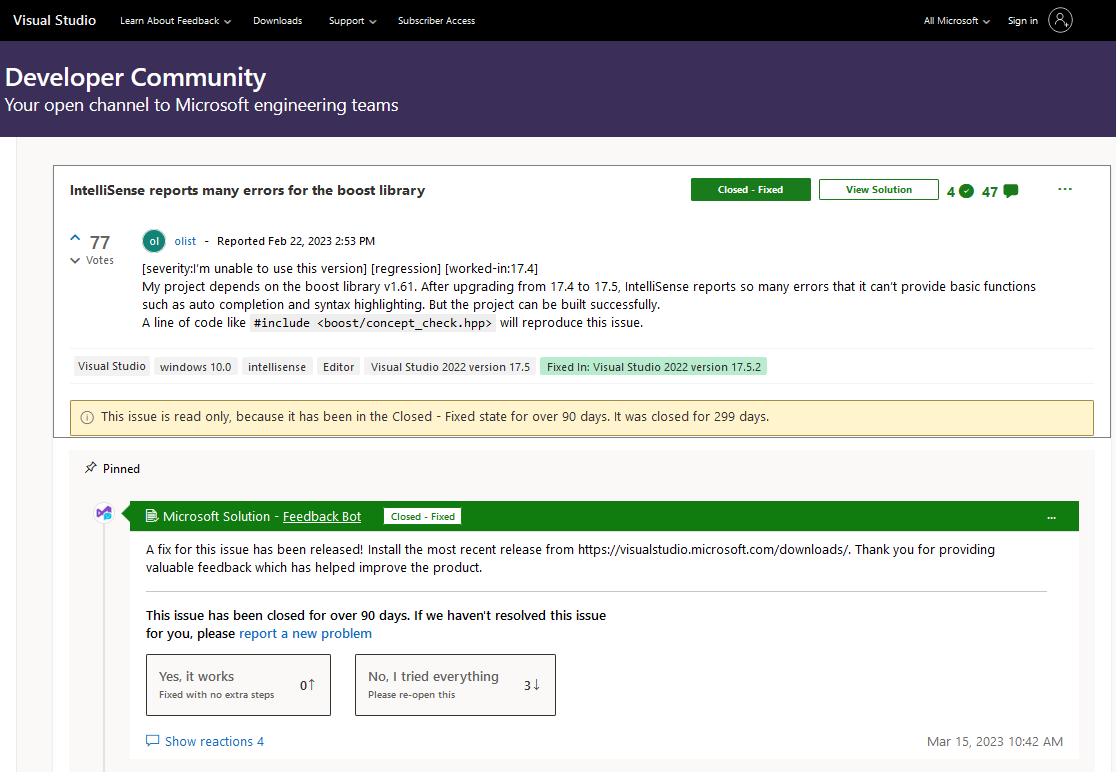 Visual Studio Learn About Feedback Downloads Support Subscriber Access All Microsoft Sign in
Developer Community
Your open channel to Microsoft engineering teams
IntelliSense reports many errors for the boost library Closed - Fixed View Solution 4 47 ...
77
Votes
ol olist - Reported Feb 22, 2023 2:53 PM
[severity:I'm unable to use this version] [regression] [worked-in:17.4]
My project depends on the boost library v1.61. After upgrading from 17.4 to 17.5, IntelliSense reports so many errors that it can't provide basic functions
such as auto completion and syntax highlighting. But the project can be built successfully.
A line of code like #include <boost/concept_check.hpp> will reproduce this issue.
Visual Studio windows 10.0 intellisense Editor Visual Studio 2022 version 17.5 Fixed In: Visual Studio 2022 version 17.5.2
This issue is read only, because it has been in the Closed - Fixed state for over 90 days. It was closed for 299 days.
Pinned
Microsoft Solution - Feedback Bot Closed - Fixed ...
A fix for this issue has been released! Install the most recent release from https://visualstudio.microsoft.com/downloads/. Thank you for providing
valuable feedback which has helped improve the product.
This issue has been closed for over 90 days. If we haven't resolved this issue
for you, please report a new problem
Yes, it works
Fixed with no extra steps
0↑
No, I tried everything
Please re-open this
3↓
Show reactions 4 Mar 15, 2023 10:42 AM